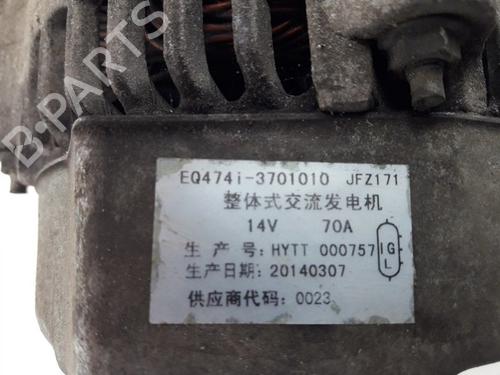 B·PARTS
EQ474i-3701010 JFZ171
整体式交流发电机
14V 70A
生产号:HYTT 000757
IG
L
生产日期:20140307
供应商代码:0023
B·PARTS